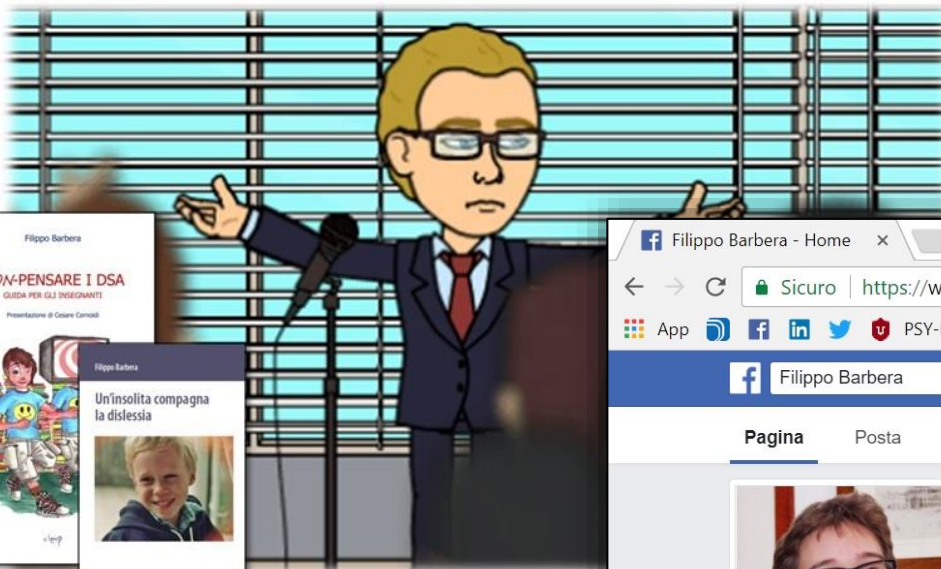 Filippo Barbera
N-PENSARE I DSA
GUIDA PER GLI INSEGNANTI
Presentazione di Cesare Cornoldi
cleup
Filippo Barbera
Un'insolita compagna
la dislessia
Filippo Barbera - Home
Sicuro https://w
App PSY-
Filippo Barbera
Pagina Posta